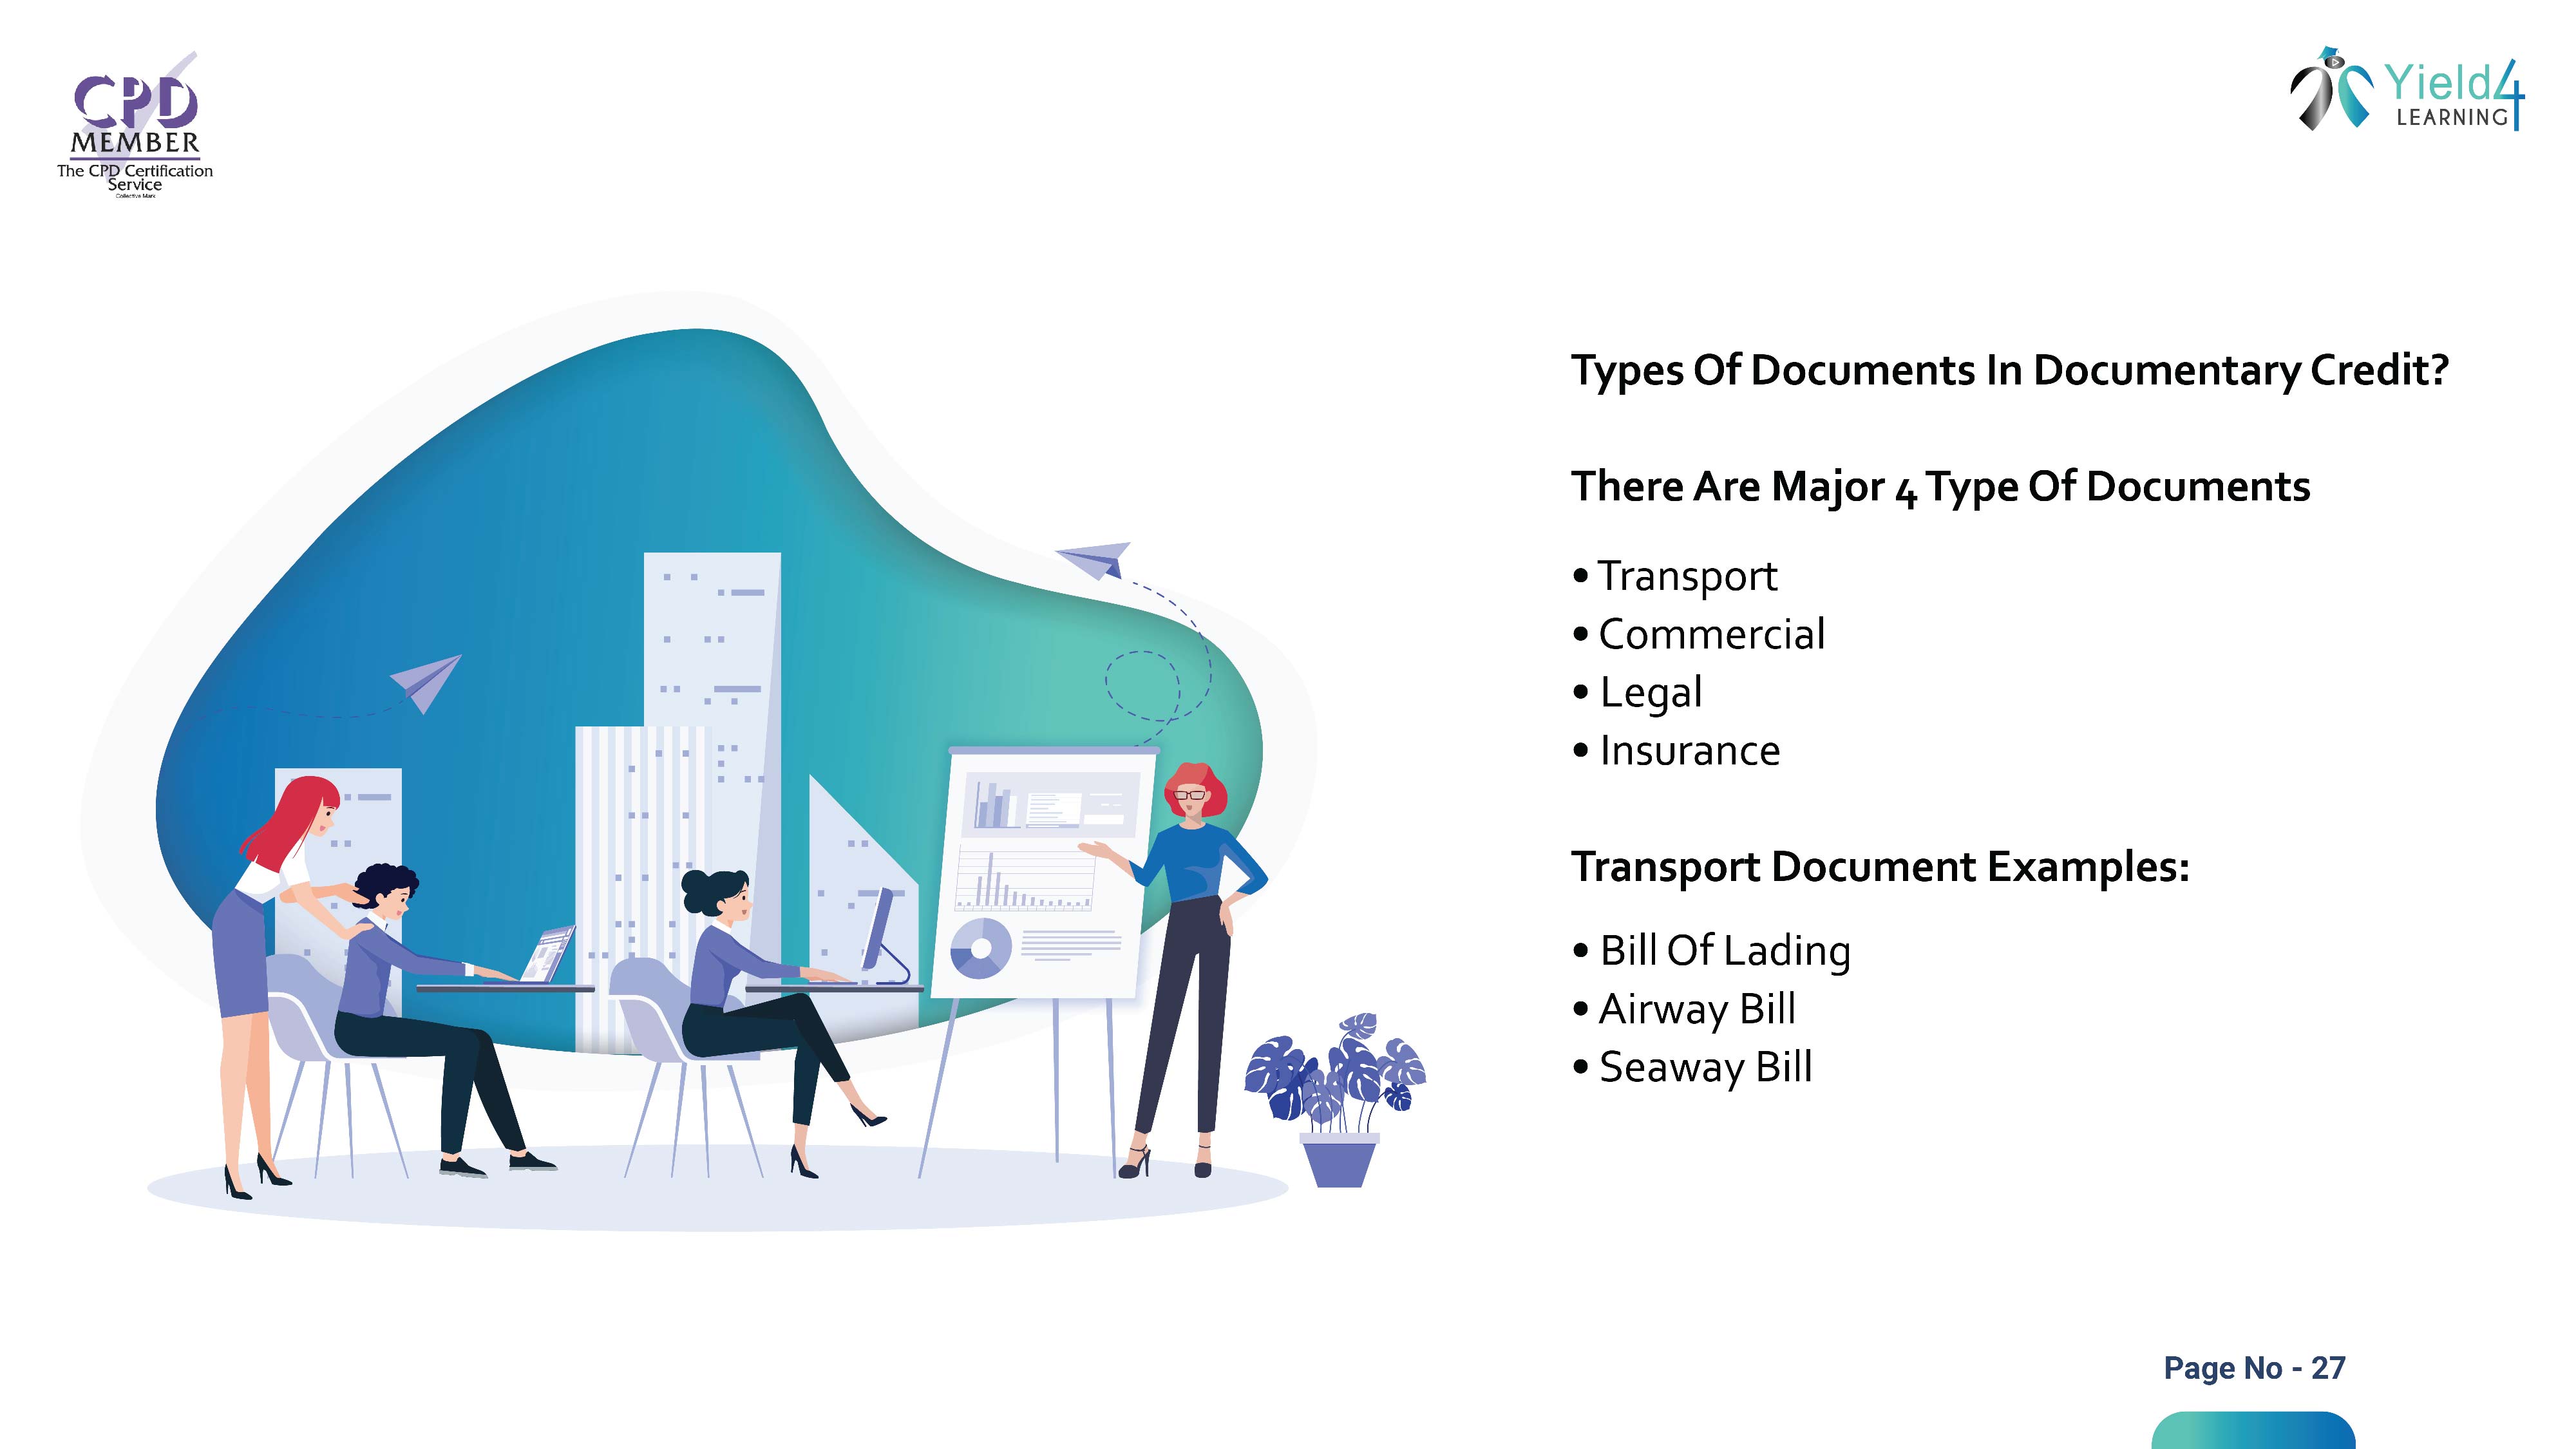 CPD
MEMBER
The CPD Certification
Service
Collective Mark
Yield4
LEARNING
Types Of Documents In Documentary Credit?
There Are Major 4 Type Of Documents
• Transport
• Commercial
• Legal
• Insurance
Transport Document Examples:
• Bill Of Lading
• Airway Bill
• Seaway Bill
Page No - 27